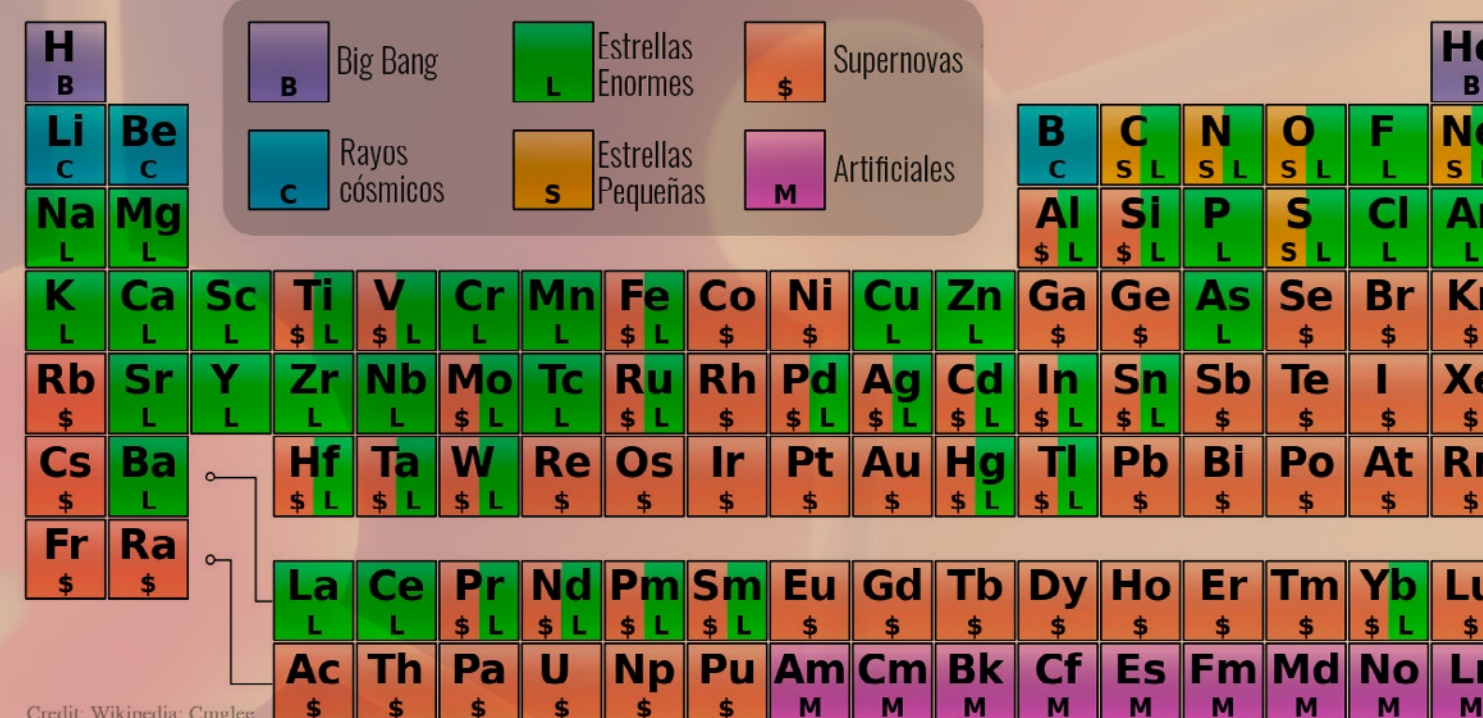 H He
B B
Big Bang
B
Estrellas
Enormes
L
Supernovas
$
Rayos
cósmicos
C
Estrellas
Pequeñas
S
Artificiales
M
Li Be B C N O F
C C C S L S L S L L S
Na Mg Al Si P S Cl
L L $ L $ L L S L L L
K Ca Sc Ti V Cr Mn Fe Co Ni Cu Zn Ga Ge As Se Br
L L L $ L $ L L L $ L $ $ L L $ $ L $ $ $
Rb Sr Y Zr Nb Mo Tc Ru Rh Pd Ag Cd In Sn Sb Te I
$ L L L L $ L L $ L $ $ L $ L $ L $ L $ L $ $ $ $
Cs Ba Hf Ta W Re Os Ir Pt Au Hg Tl Pb Bi Po At
$ L $ L $ L $ L $ $ $ $ $ $ L $ L $ $ $ $ $
Fr Ra
$ $
La Ce Pr Nd Pm Sm Eu Gd Tb Dy Ho Er Tm Yb
L L $ L $ L $ L $ L $ $ $ $ $ $ $ $ L $
Ac Th Pa U Np Pu Am Cm Bk Cf Es Fm Md No
$ $ $ $ $ $ M M M M M M M M M
Credit: Wikipedia: Cmglee